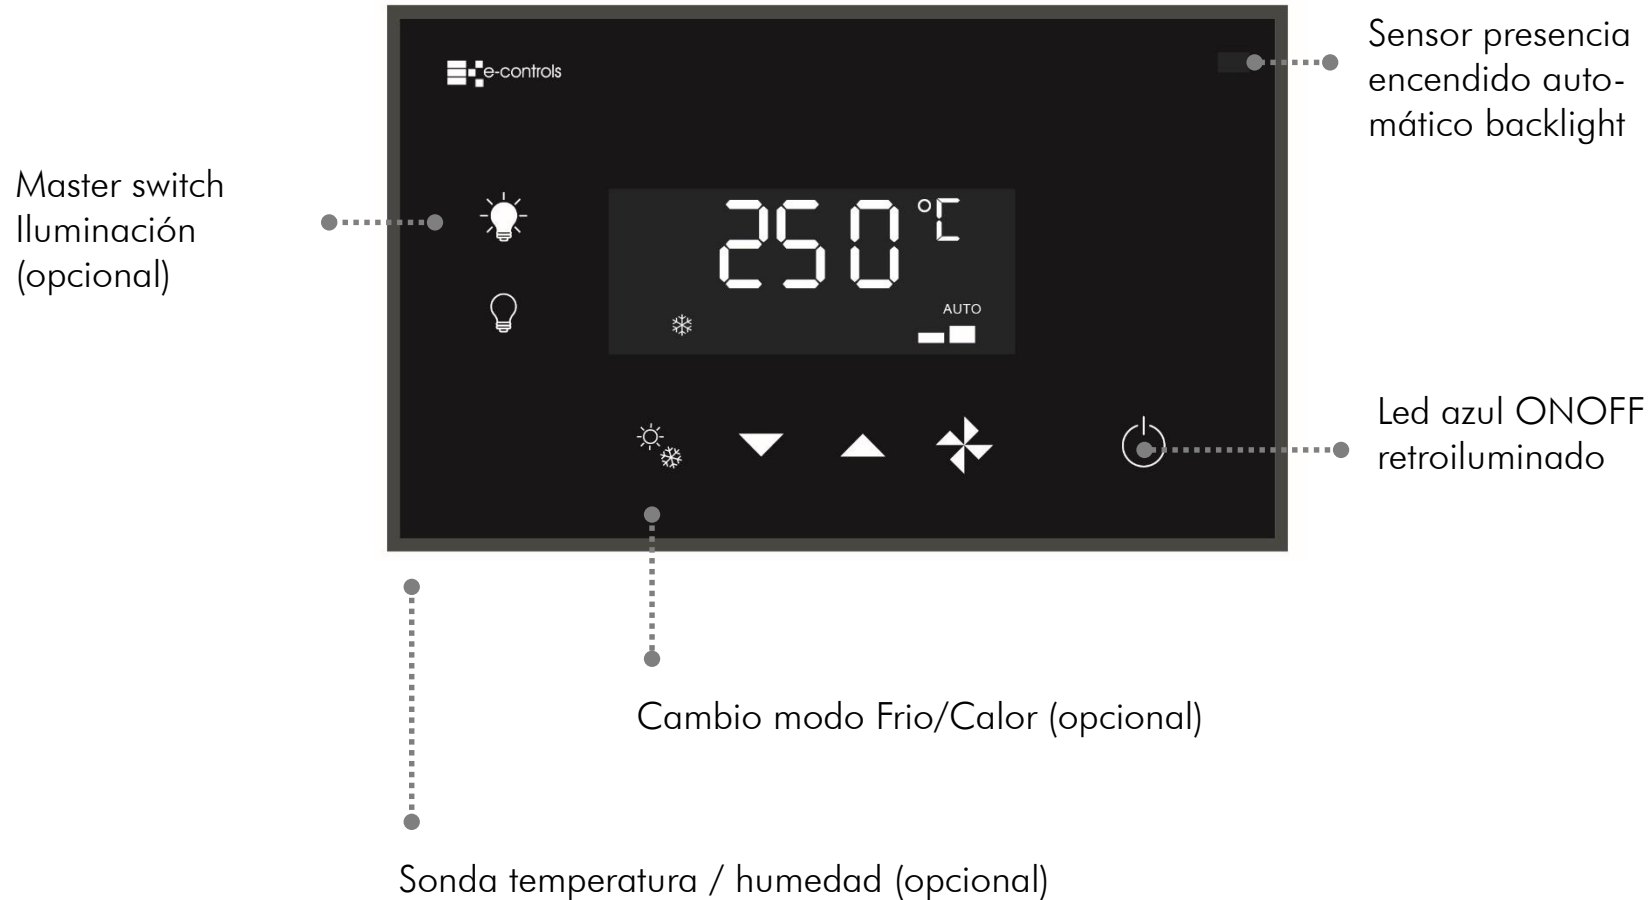 e-controls
Sensor presencia
encendido auto-
mático backlight
Master switch
Iluminación
(opcional)
250 °C
AUTO
Led azul ONOFF
retroiluminado
Cambio modo Frio/Calor (opcional)
Sonda temperatura / humedad (opcional)